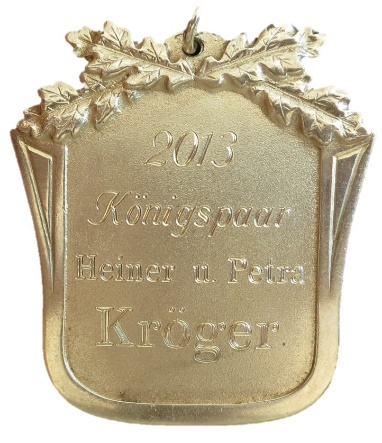 2013
Königspaar
Heiner u. Petra
Kröger